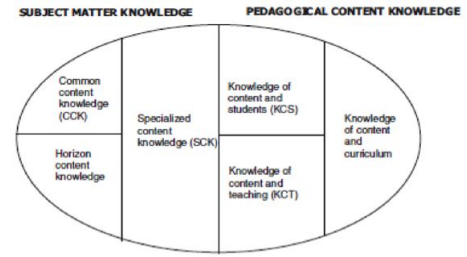 SUBJECT MATTER KNOWLEDGE
PEDAGOGICAL CONTENT KNOWLEDGE
Common
content
knowledge
(CCK)
Horizon
content
knowledge
Specialized
content
knowledge (SCK)
Knowledge of
content and
students (KCS)
Knowledge of
content and
teaching (KCT)
Knowledge
of content
and
curriculum